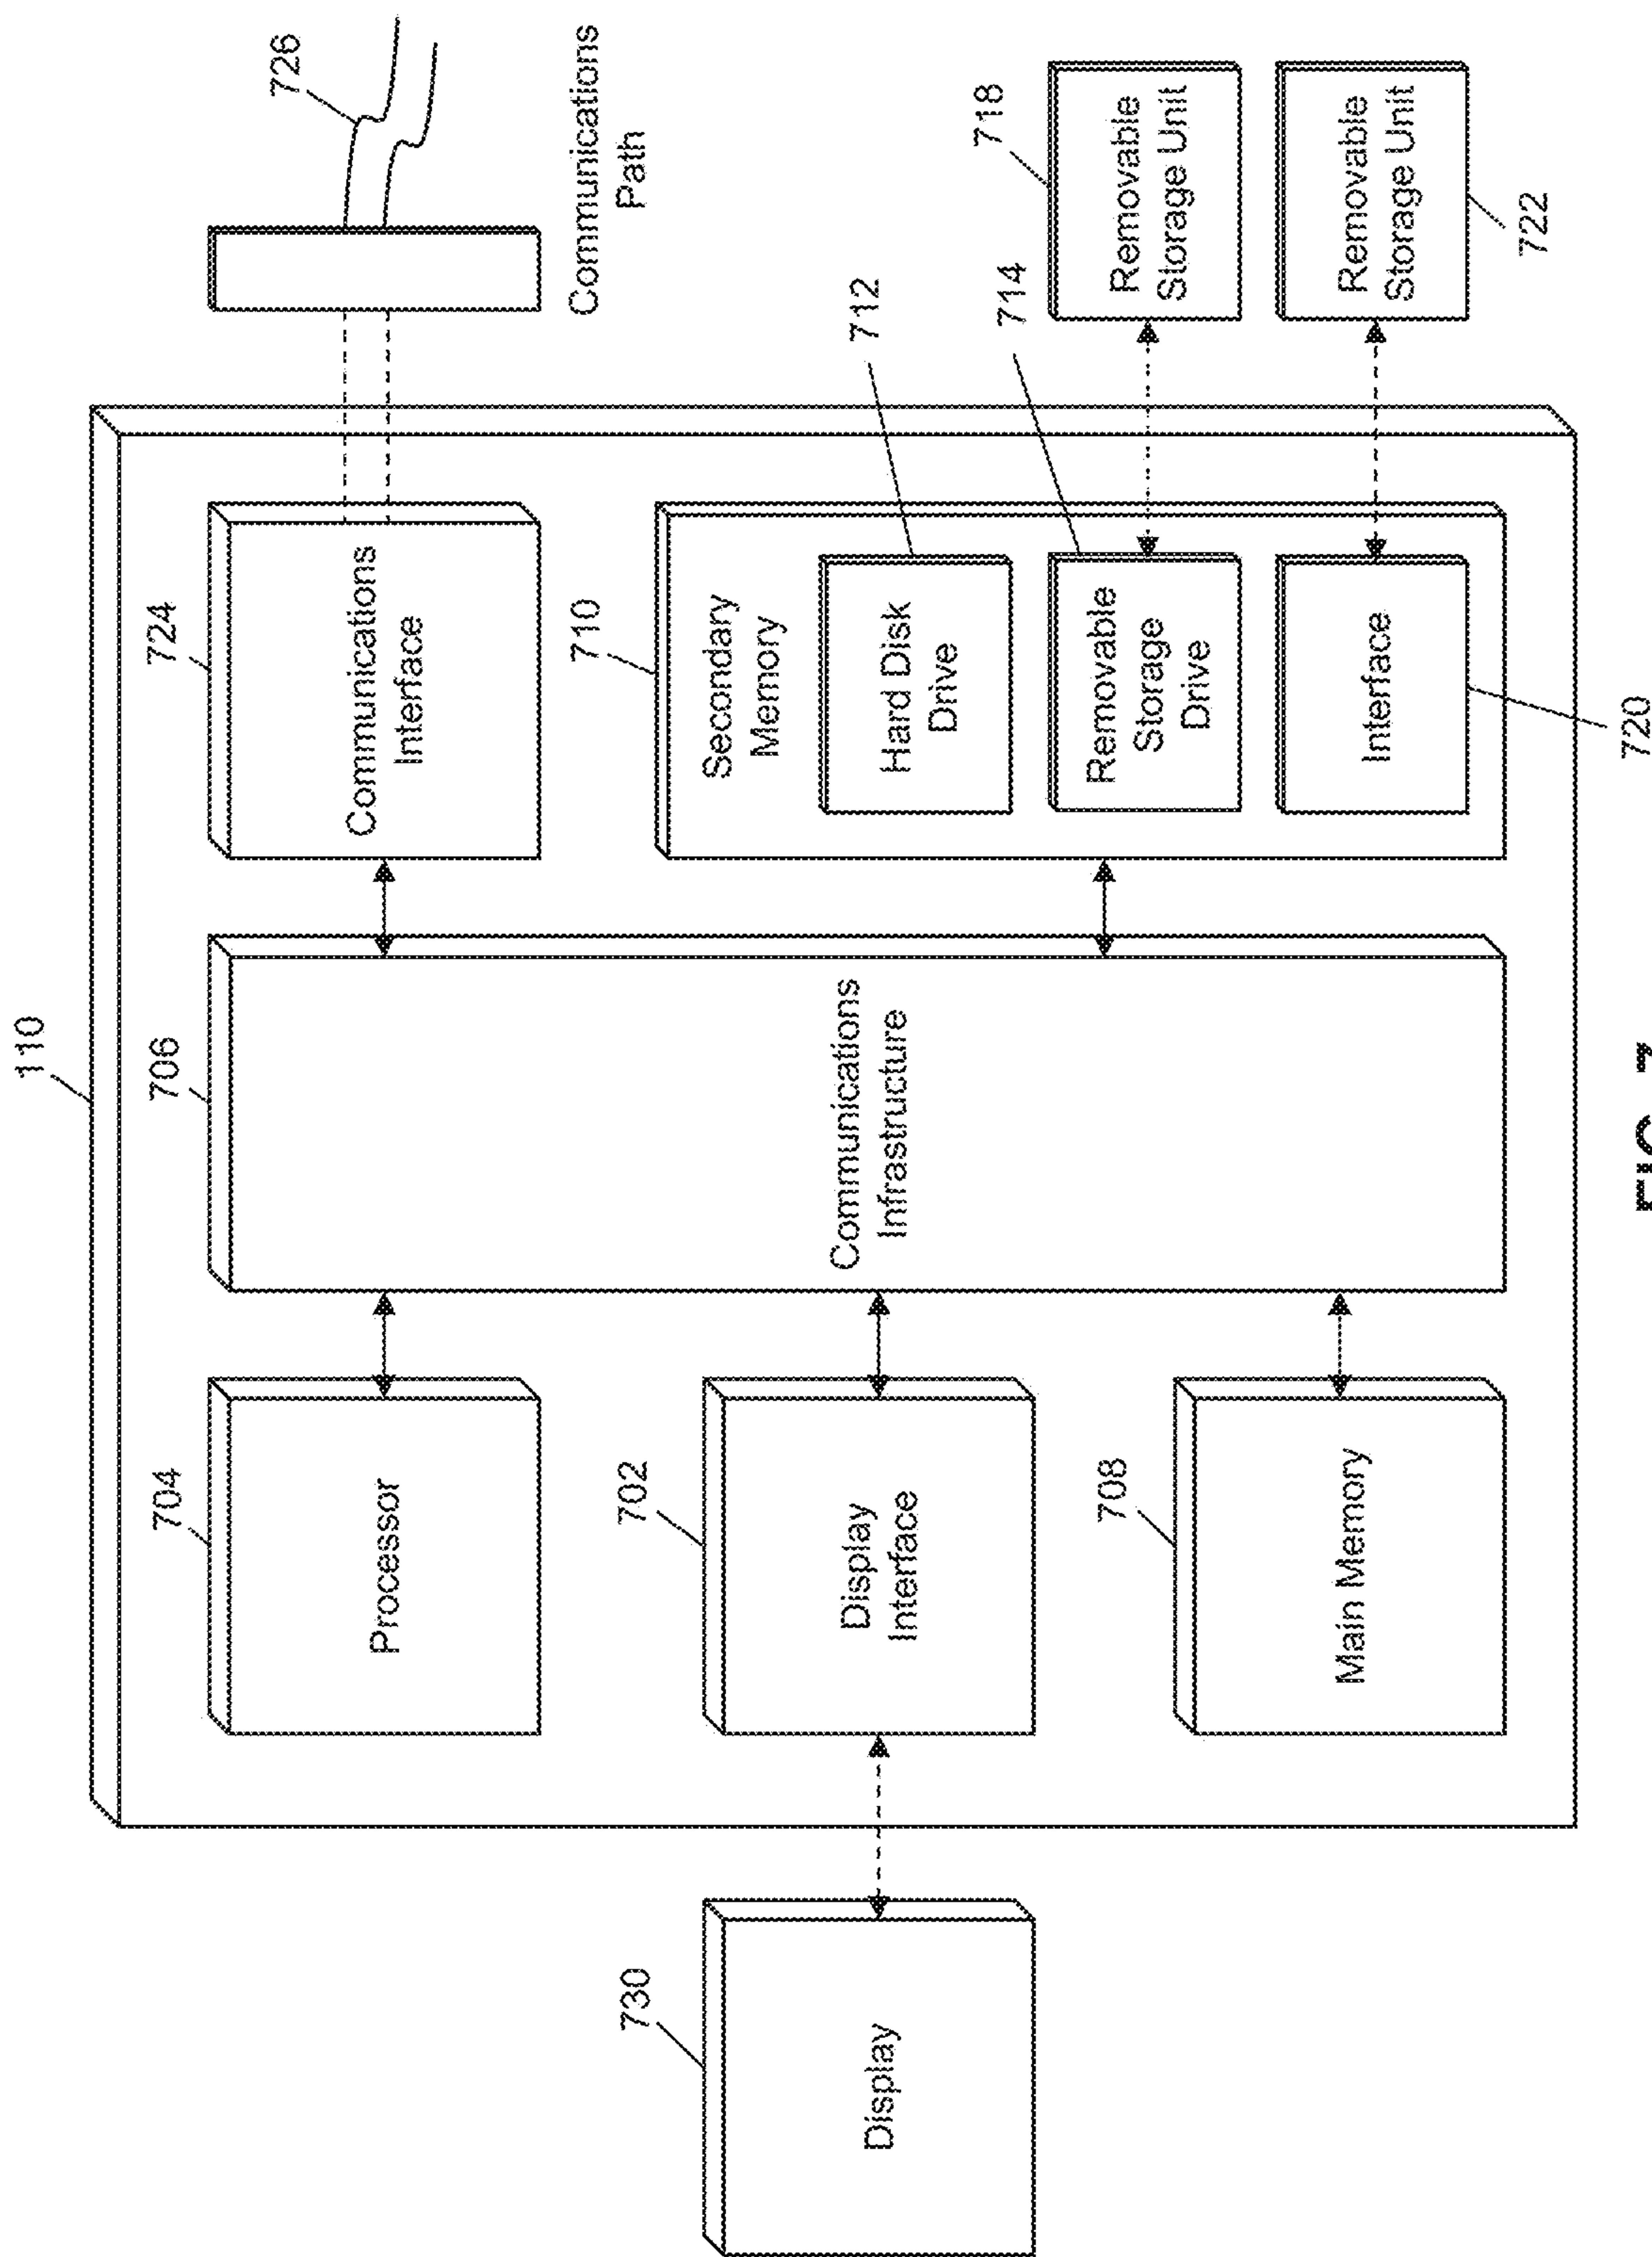 110
704
Processor
706
Communications
Infrastructure
724
Communications
Interface
726
Communications
Path
730
Display
702
Display
Interface
710
Secondary
Memory
Hard Disk
Drive
712
708
Main Memory
Removable
Storage
Drive
714
718
Removable
Storage Unit
Interface
720
Removable
Storage Unit
722
FIG. 7